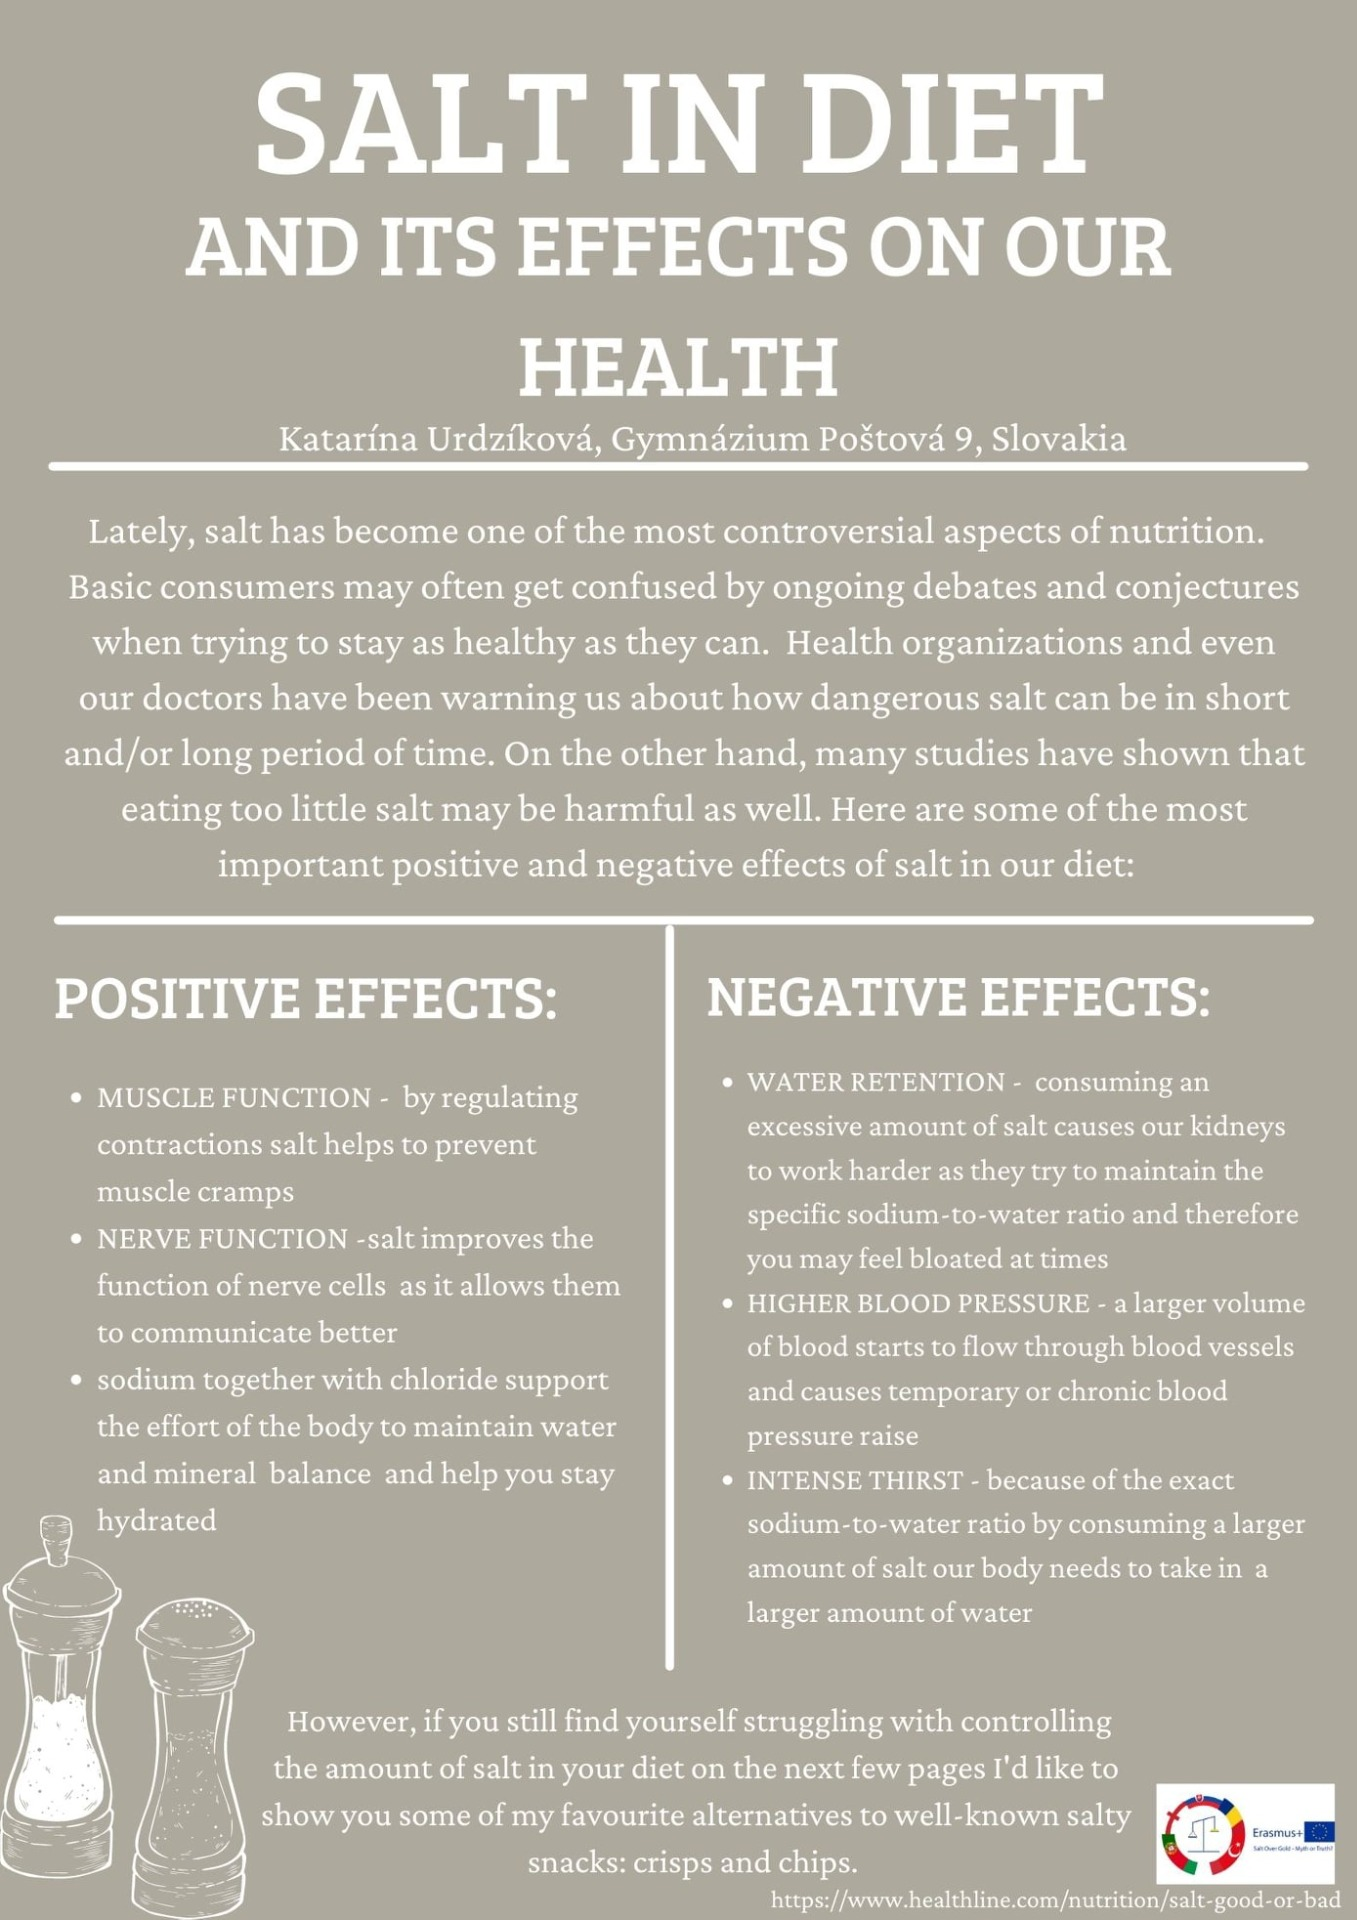 SALT IN DIET
AND ITS EFFECTS ON OUR
HEALTH
Katarína Urdzíková, Gymnázium Poštová 9, Slovakia
Lately, salt has become one of the most controversial aspects of nutrition.
Basic consumers may often get confused by ongoing debates and conjectures
when trying to stay as healthy as they can.  Health organizations and even
our doctors have been warning us about how dangerous salt can be in short
and/or long period of time. On the other hand, many studies have shown that
eating too little salt may be harmful as well. Here are some of the most
important positive and negative effects of salt in our diet:
POSITIVE EFFECTS:
• MUSCLE FUNCTION -  by regulating
contractions salt helps to prevent
muscle cramps
• NERVE FUNCTION -salt improves the
function of nerve cells  as it allows them
to communicate better
• sodium together with chloride support
the effort of the body to maintain water
and mineral  balance  and help you stay
hydrated
NEGATIVE EFFECTS:
• WATER RETENTION -  consuming an
excessive amount of salt causes our kidneys
to work harder as they try to maintain the
specific sodium-to-water ratio and therefore
you may feel bloated at times
• HIGHER BLOOD PRESSURE - a larger volume
of blood starts to flow through blood vessels
and causes temporary or chronic blood
pressure raise
• INTENSE THIRST - because of the exact
sodium-to-water ratio by consuming a larger
amount of salt our body needs to take in  a
larger amount of water
However, if you still find yourself struggling with controlling
the amount of salt in your diet on the next few pages I'd like to
show you some of my favourite alternatives to well-known salty
snacks: crisps and chips.
Erasmus+
Salt Over Gold - Myth or Truth?
https://www.healthline.com/nutrition/salt-good-or-bad